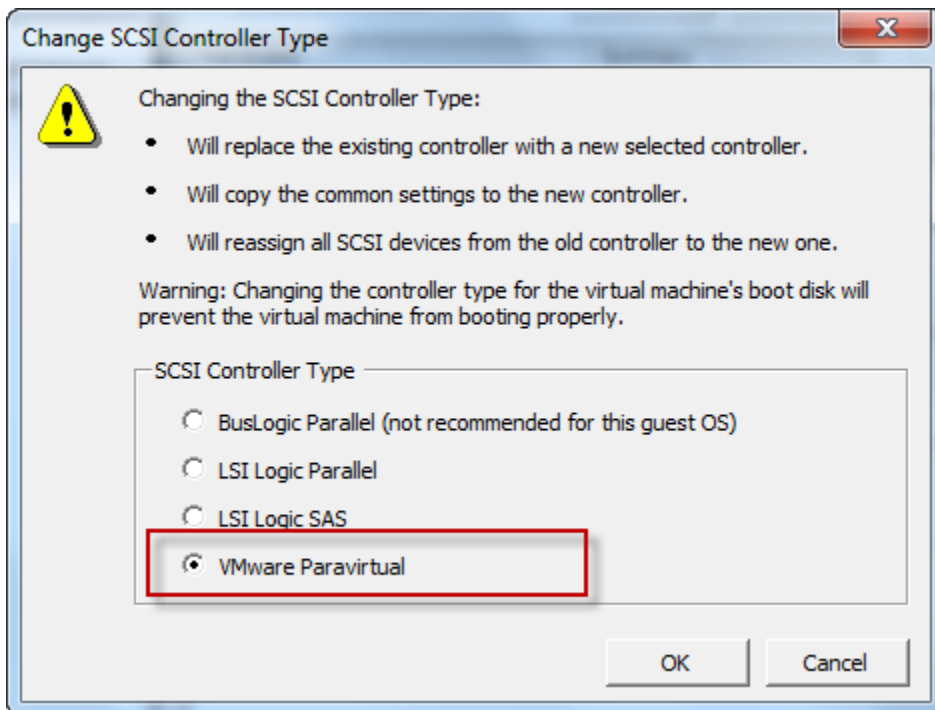 Change SCSI Controller Type
Changing the SCSI Controller Type:
• Will replace the existing controller with a new selected controller.
• Will copy the common settings to the new controller.
• Will reassign all SCSI devices from the old controller to the new one.
Warning: Changing the controller type for the virtual machine's boot disk will
prevent the virtual machine from booting properly.
SCSI Controller Type
BusLogic Parallel (not recommended for this guest OS)
LSI Logic Parallel
LSI Logic SAS
VMware Paravirtual
OK Cancel